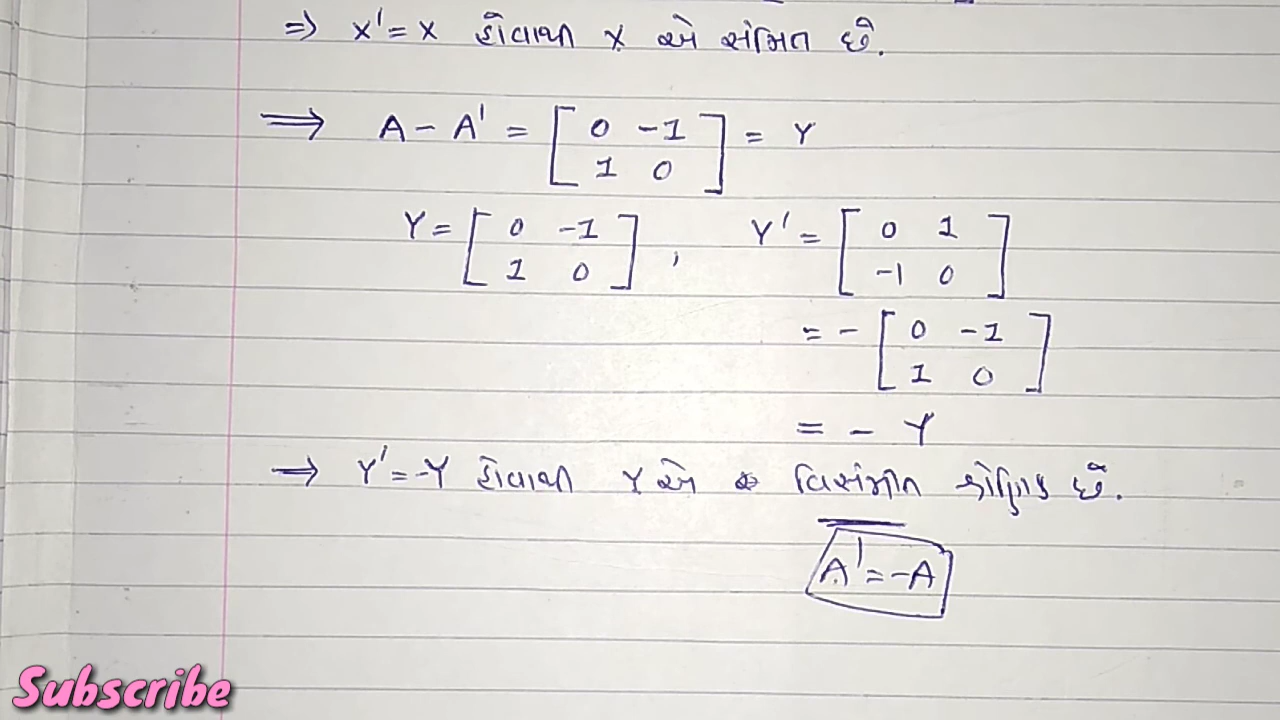 ⇒ x' = x હોવાથી x એ સંમિત છે.
⇒ A - A' = [ 0 -1 ] = Y
[ 1 0 ]
Y = [ 0 -1 ] , Y' = [ 0 1 ]
[ 1 0 ] [ -1 0 ]
= - [ 0 -1 ]
[ 1 0 ]
= - Y
⇒ Y' = -Y હોવાથી Y એ વિસંમીત શ્રેણિક છે.
A' = -A
Subscribe